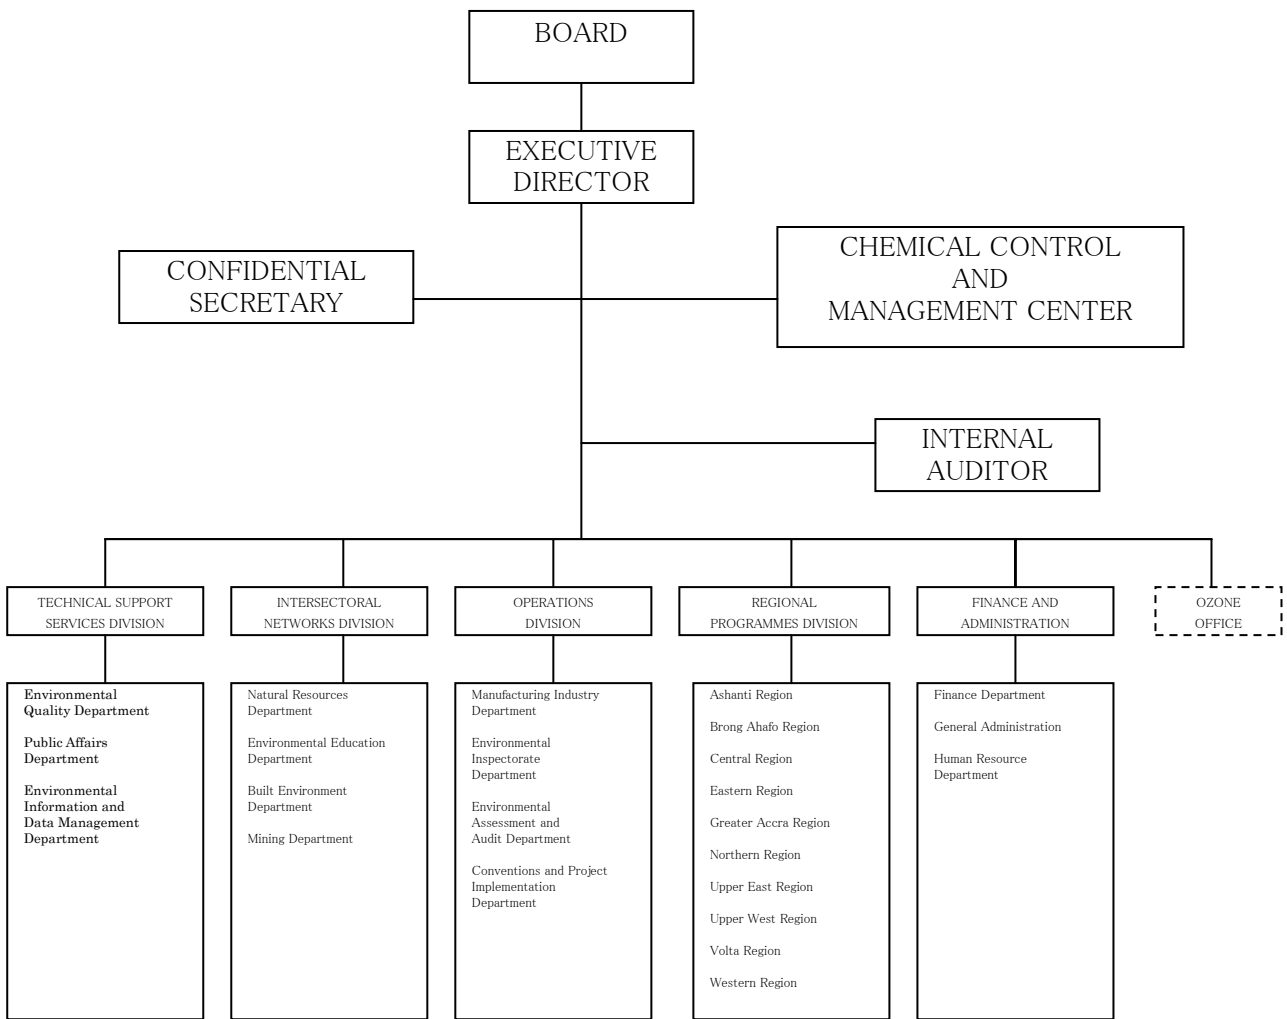 BOARD
EXECUTIVE
DIRECTOR
CONFIDENTIAL
SECRETARY
CHEMICAL CONTROL
AND
MANAGEMENT CENTER
INTERNAL
AUDITOR
TECHNICAL SUPPORT
SERVICES DIVISION
INTERSECTORAL
NETWORKS DIVISION
OPERATIONS
DIVISION
REGIONAL
PROGRAMMES DIVISION
FINANCE AND
ADMINISTRATION
OZONE
OFFICE
Environmental
Quality Department
Public Affairs
Department
Environmental
Information and
Data Management
Department
Natural Resources
Department
Environmental Education
Department
Built Environment
Department
Mining Department
Manufacturing Industry
Department
Environmental
Inspectorate
Department
Environmental
Assessment and
Audit Department
Conventions and Project
Implementation
Department
Ashanti Region
Brong Ahafo Region
Central Region
Eastern Region
Greater Accra Region
Northern Region
Upper East Region
Upper West Region
Volta Region
Western Region
Finance Department
General Administration
Human Resource
Department